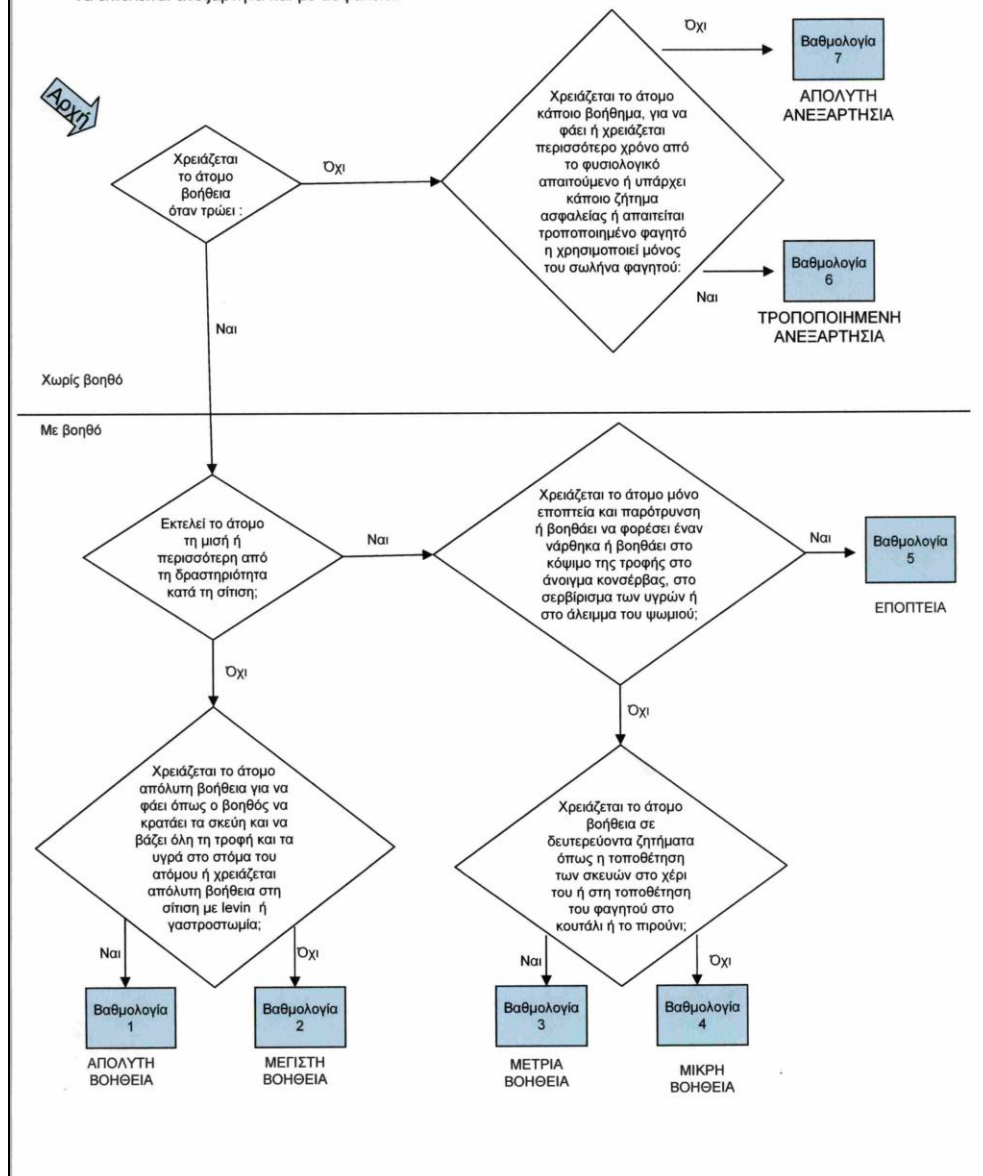 Αρχή
Χρειάζεται
το άτομο
βοήθεια
όταν τρώει :
Όχι
Χρειάζεται το άτομο
κάποιο βοήθημα, για να
φάει ή χρειάζεται
περισσότερο χρόνο από
το φυσιολογικό
απαιτούμενο ή υπάρχει
κάποιο ζήτημα
ασφαλείας ή απαιτείται
τροποποιημένο φαγητό
η χρησιμοποιεί μόνος
του σωλήνα φαγητού:
Όχι
Βαθμολογία
7
ΑΠΟΛΥΤΗ
ΑΝΕΞΑΡΤΗΣΙΑ
Ναι
Βαθμολογία
6
ΤΡΟΠΟΠΟΙΗΜΕΝΗ
ΑΝΕΞΑΡΤΗΣΙΑ
Ναι
Χωρίς βοηθό
Με βοηθό
Εκτελεί το άτομο
τη μισή ή
περισσότερη από
τη δραστηριότητα
κατά τη σίτιση;
Ναι
Χρειάζεται το άτομο μόνο
εποπτεία και παρότρυνση
ή βοηθάει να φορέσει έναν
νάρθηκα ή βοηθάει στο
κόψιμο της τροφής στο
άνοιγμα κονσέρβας, στο
σερβίρισμα των υγρών ή
στο άλειμμα του ψωμιού;
Ναι
Βαθμολογία
5
ΕΠΟΠΤΕΙΑ
Όχι
Όχι
Χρειάζεται το άτομο
απόλυτη βοήθεια για να
φάει όπως ο βοηθός να
κρατάει τα σκεύη και να
βάζει όλη τη τροφή και τα
υγρά στο στόμα του
ατόμου ή χρειάζεται
απόλυτη βοήθεια στη
σίτιση με levin ή
γαστροστωμία;
Χρειάζεται το άτομο
βοήθεια σε
δευτερεύοντα ζητήματα
όπως η τοποθέτηση
των σκευών στο χέρι
του ή στη τοποθέτηση
του φαγητού στο
κουτάλι ή το πιρούνι;
Ναι
Όχι
Ναι
Όχι
Βαθμολογία
1
ΑΠΟΛΥΤΗ
ΒΟΗΘΕΙΑ
Βαθμολογία
2
ΜΕΓΙΣΤΗ
ΒΟΗΘΕΙΑ
Βαθμολογία
3
ΜΕΤΡΙΑ
ΒΟΗΘΕΙΑ
Βαθμολογία
4
ΜΙΚΡΗ
ΒΟΗΘΕΙΑ